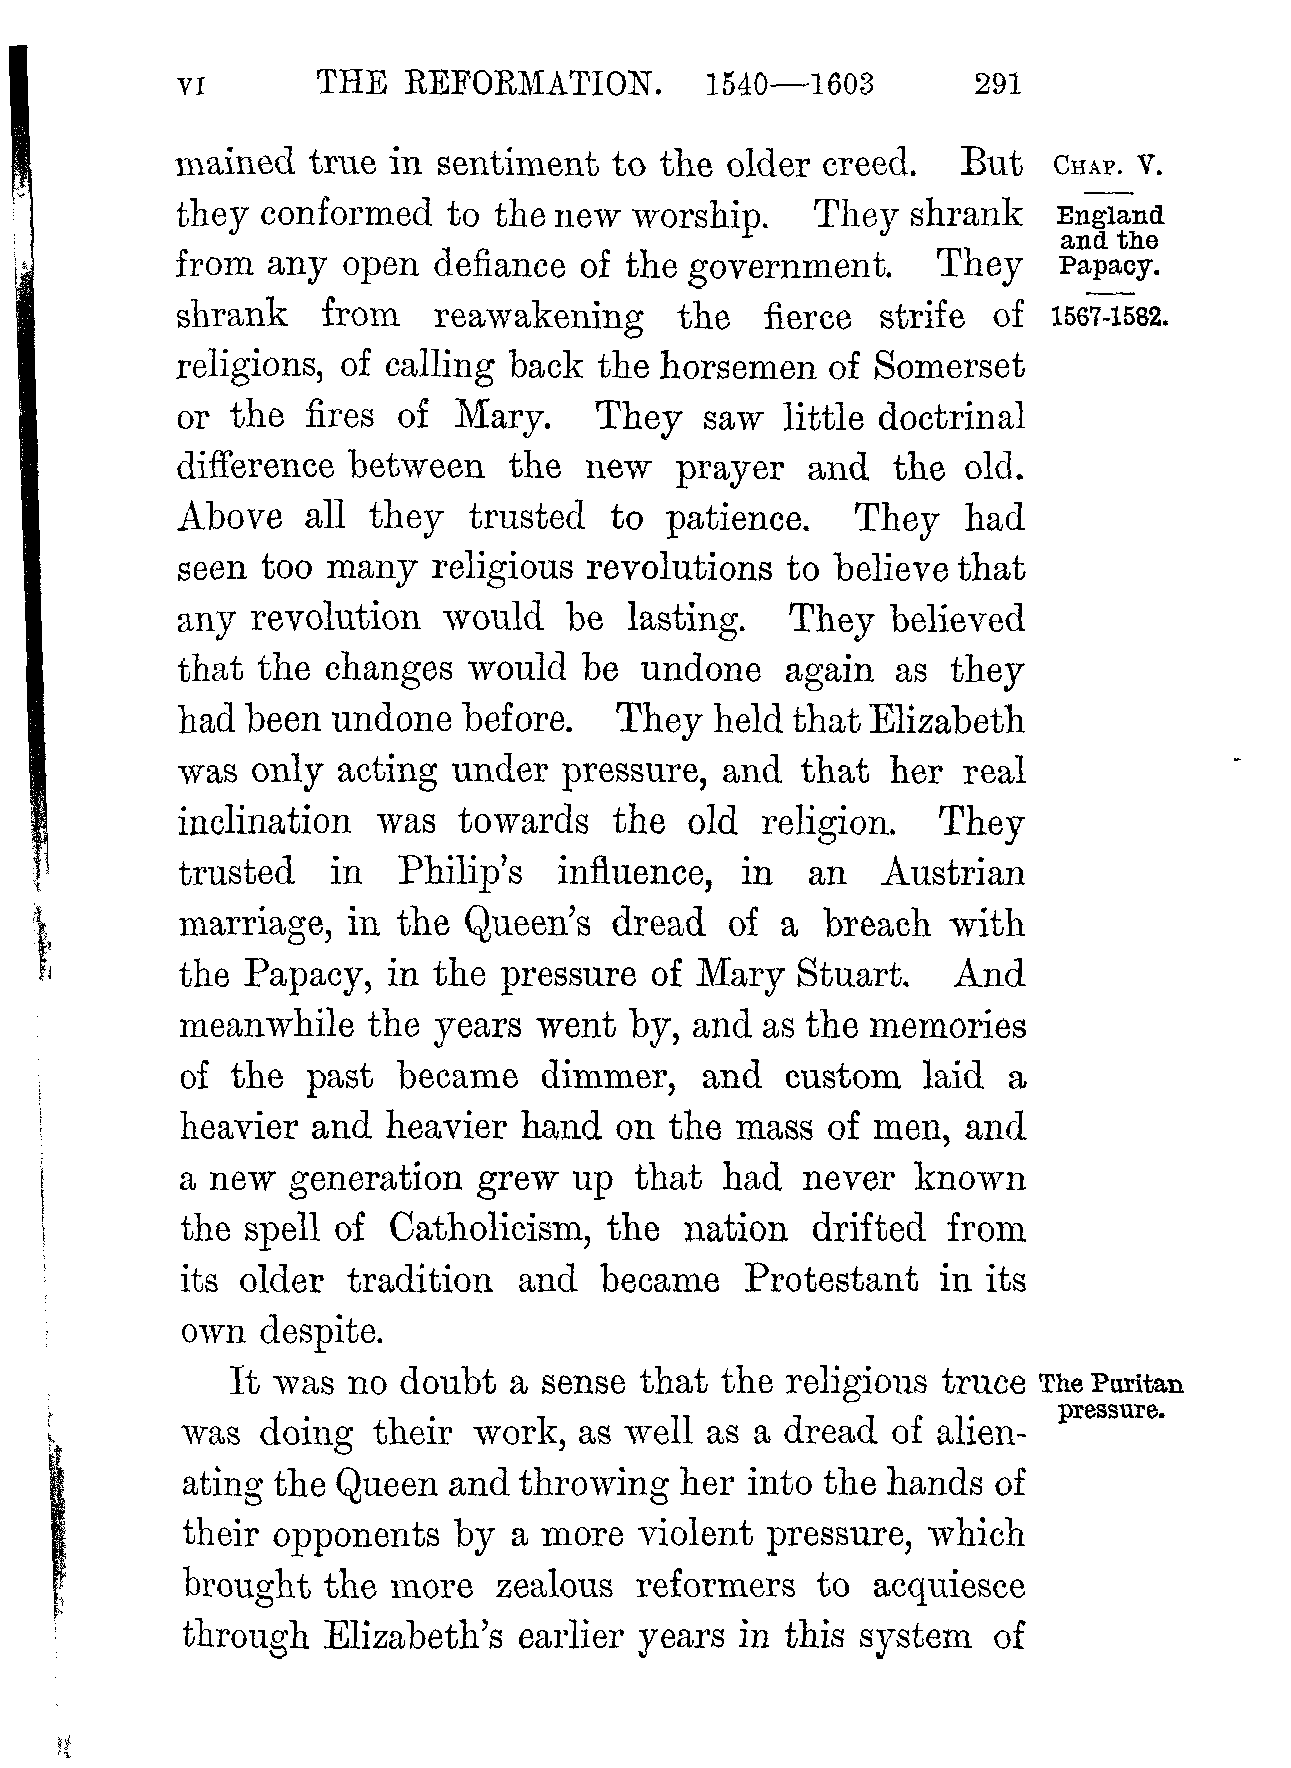 VI THE REFORMATION. 1540—1603 291
mained true in sentiment to the older creed. But
they conformed to the new worship. They shrank
from any open defiance of the government. They
shrank from reawakening the fierce strife of
religions, of calling back the horsemen of Somerset
or the fires of Mary. They saw little doctrinal
difference between the new prayer and the old.
Above all they trusted to patience. They had
seen too many religious revolutions to believe that
any revolution would be lasting. They believed
that the changes would be undone again as they
had been undone before. They held that Elizabeth
was only acting under pressure, and that her real
inclination was towards the old religion. They
trusted in Philip's influence, in an Austrian
marriage, in the Queen's dread of a breach with
the Papacy, in the pressure of Mary Stuart. And
meanwhile the years went by, and as the memories
of the past became dimmer, and custom laid a
heavier and heavier hand on the mass of men, and
a new generation grew up that had never known
the spell of Catholicism, the nation drifted from
its older tradition and became Protestant in its
own despite.
It was no doubt a sense that the religious truce
was doing their work, as well as a dread of alien-
ating the Queen and throwing her into the hands of
their opponents by a more violent pressure, which
brought the more zealous reformers to acquiesce
through Elizabeth's earlier years in this system of
CHAP. V.
England
and the
Papacy.
1567-1582.
The Puritan
pressure.